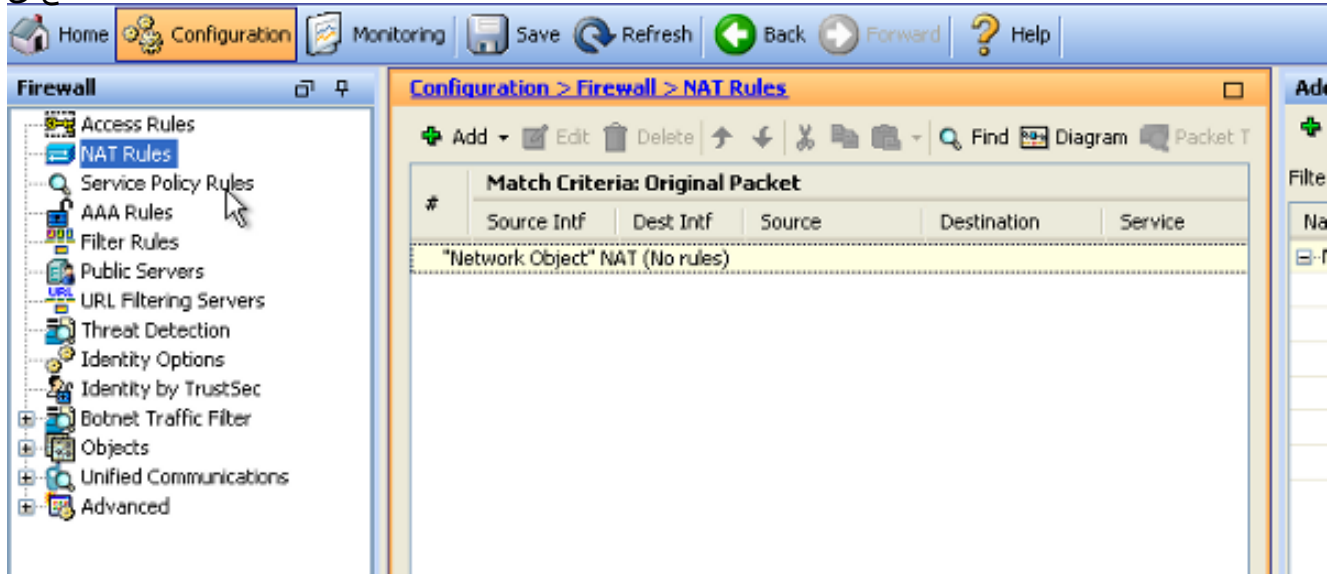 Home Configuration Monitoring Save Refresh Back Forward Help
Firewall
Access Rules
NAT Rules
Service Policy Rules
AAA Rules
Filter Rules
Public Servers
URL Filtering Servers
Threat Detection
Identity Options
Identity by TrustSec
Botnet Traffic Filter
Objects
Unified Communications
Advanced
Configuration > Firewall > NAT Rules
Add Edit Delete Find Diagram Packet T
# Match Criteria: Original Packet
Source Intf Dest Intf Source Destination Service
"Network Object" NAT (No rules)
Filte
Na